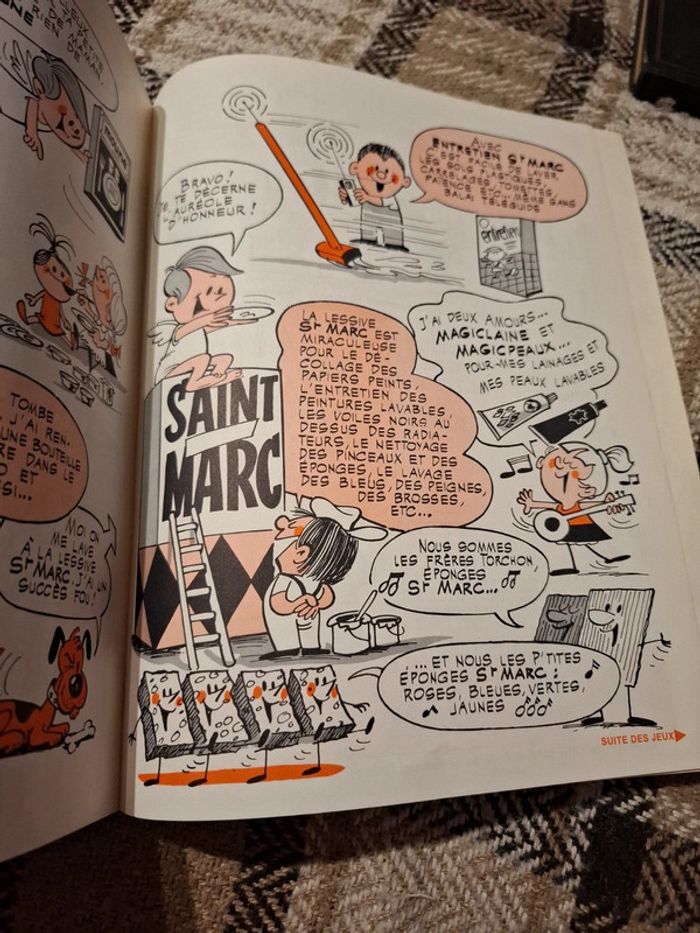 RIEN DE
DE MAMAN
TOMBE
J'AI REN-
UNE BOUTEILLE
DANS LE
ET
MOI ON
ME LAVE
À LA LESSIVE
ST MARC, J'AI UN
SUCCÈS FOU!
BRAVO!
TE DÉCERNE
L'AURÉOLE
D'HONNEUR!
AVEC
ENTRETIEN ST MARC
C'EST FACILE DE LAVER
LES SOLS PLASTIQUES,
CARRELAGES, TOMETTES,
FAÏENCE ETC... MÊME SANS
BALAI TÉLÉGUIDÉ
entretien
SAINT
MARC
LA LESSIVE
ST MARC EST
MIRACULEUSE
POUR LE DÉ-
COLLAGE DES
PAPIERS PEINTS,
L'ENTRETIEN DES
PEINTURES LAVABLES,
LES VOILES NOIRS AU
DESSUS DES RADIA-
TEURS, LE NETTOYAGE
DES PINCEAUX ET DES
ÉPONGES, LE LAVAGE
DES BLEUS, DES PEIGNES,
DES BROSSES,
ETC...
J'AI DEUX AMOURS...
MAGICLAINE ET
MAGICPEAUX...
POUR-MES LAINAGES ET
MES PEAUX LAVABLES
NOUS SOMMES
LES FRÈRES TORCHON,
ÉPONGES
ST MARC...
... ET NOUS LES P'TITES
ÉPONGES ST MARC :
ROSES, BLEUES, VERTES,
JAUNES
SUITE DES JEUX